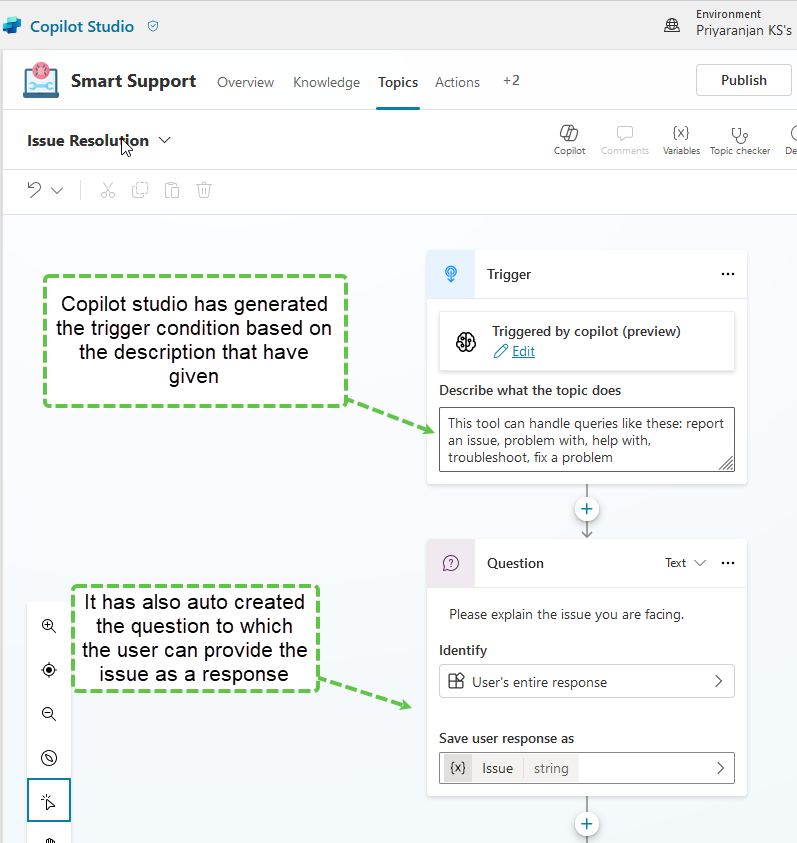 Copilot Studio
Environment
Priyaranjan KS's
Smart Support
Overview
Knowledge
Topics
Actions
+2
Publish
Issue Resolution
Copilot
Comments
{x}
Variables
Topic checker
De
Trigger
Copilot studio has generated
the trigger condition based on
the description that have
given
Triggered by copilot (preview)
Edit
Describe what the topic does
This tool can handle queries like these: report
an issue, problem with, help with,
troubleshoot, fix a problem
Question
Text
It has also auto created
the question to which
the user can provide the
issue as a response
Please explain the issue you are facing.
Identify
User's entire response
Save user response as
{x} Issue string